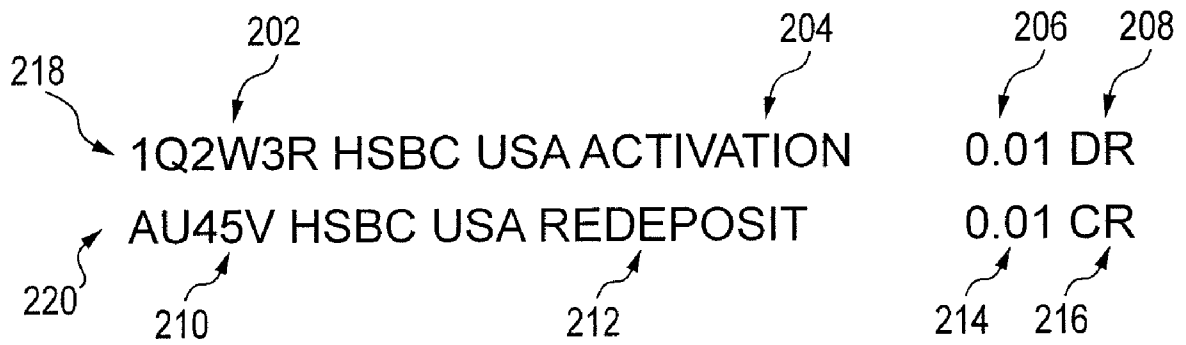 202 204 206 208
218
1Q2W3R HSBC USA ACTIVATION 0.01 DR
AU45V HSBC USA REDEPOSIT 0.01 CR
220 210 212 214 216